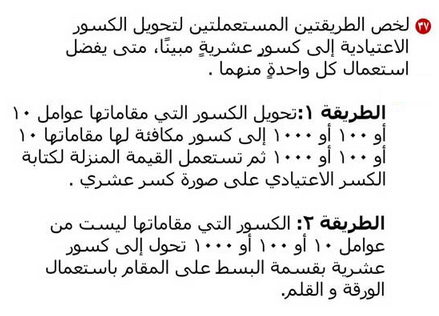 ٣٧ لخص الطريقتين المستعملتين لتحويل الكسور
الاعتيادية إلى كسورٍ عشريةٍ مبينًا، متى يفضل
استعمال كل واحدةٍ منهما .
الطريقة ١:تحويل الكسور التي مقاماتها عوامل ١٠
أو ١٠٠ أو ١٠٠٠ إلى كسور مكافئة لها مقاماتها ١٠
أو ١٠٠ أو ١٠٠٠ ثم تستعمل القيمة المنزلة لكتابة
الكسر الاعتيادي على صورة كسر عشري .
الطريقة ٢: الكسور التي مقاماتها ليست من
عوامل ١٠ أو ١٠٠ أو ١٠٠٠ تحول إلى كسور
عشرية بقسمة البسط على المقام باستعمال
الورقة و القلم.